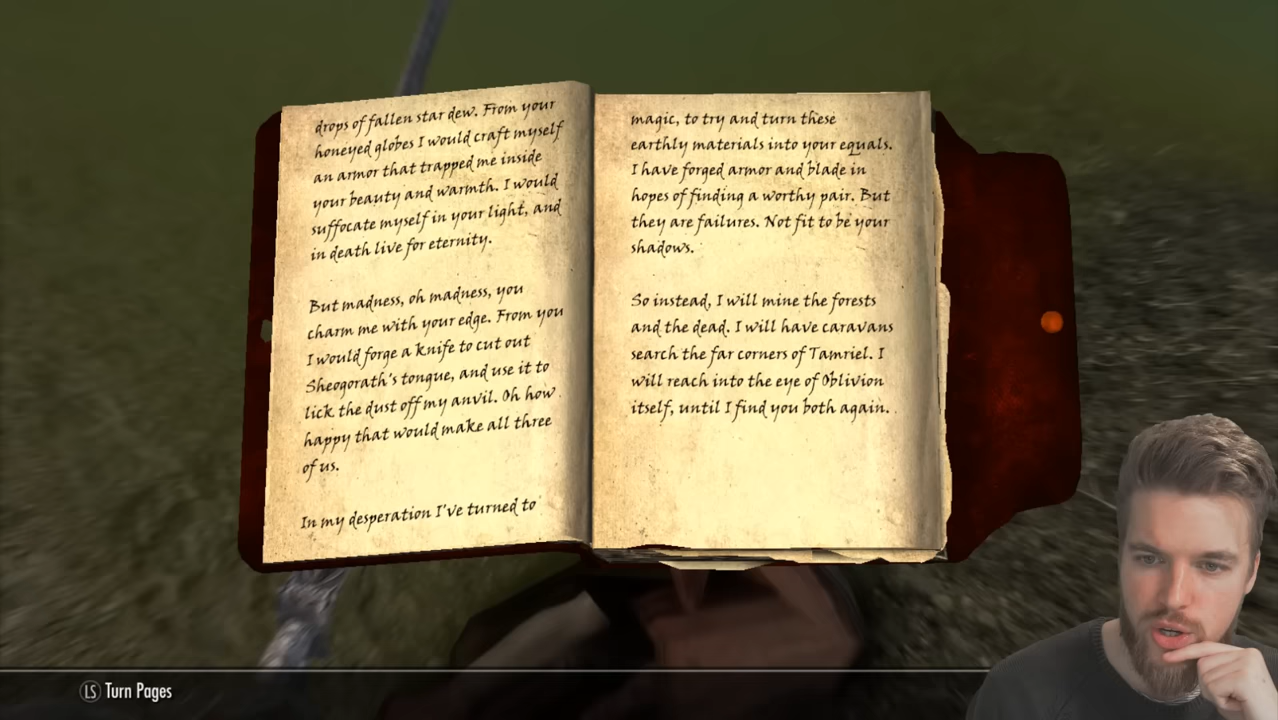 drops of fallen star dew. From your
honeyed globes I would craft myself
an armor that trapped me inside
your beauty and warmth. I would
suffocate myself in your light, and
in death live for eternity.
But madness, oh madness, you
charm me with your edge. From you
I would forge a knife to cut out
Sheogorath's tongue, and use it to
lick the dust off my anvil. Oh how
happy that would make all three
of us.
In my desperation I've turned to
magic, to try and turn these
earthly materials into your equals.
I have forged armor and blade in
hopes of finding a worthy pair. But
they are failures. Not fit to be your
shadows.
So instead, I will mine the forests
and the dead. I will have caravans
search the far corners of Tamriel. I
will reach into the eye of Oblivion
itself, until I find you both again.
LS Turn Pages